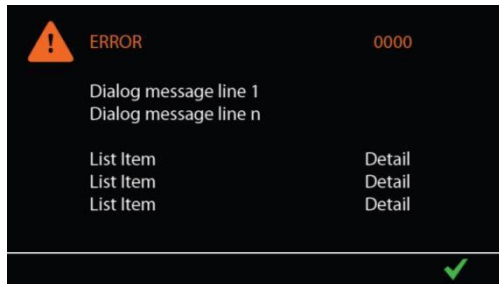 ERROR 0000
Dialog message line 1
Dialog message line n
List Item Detail
List Item Detail
List Item Detail